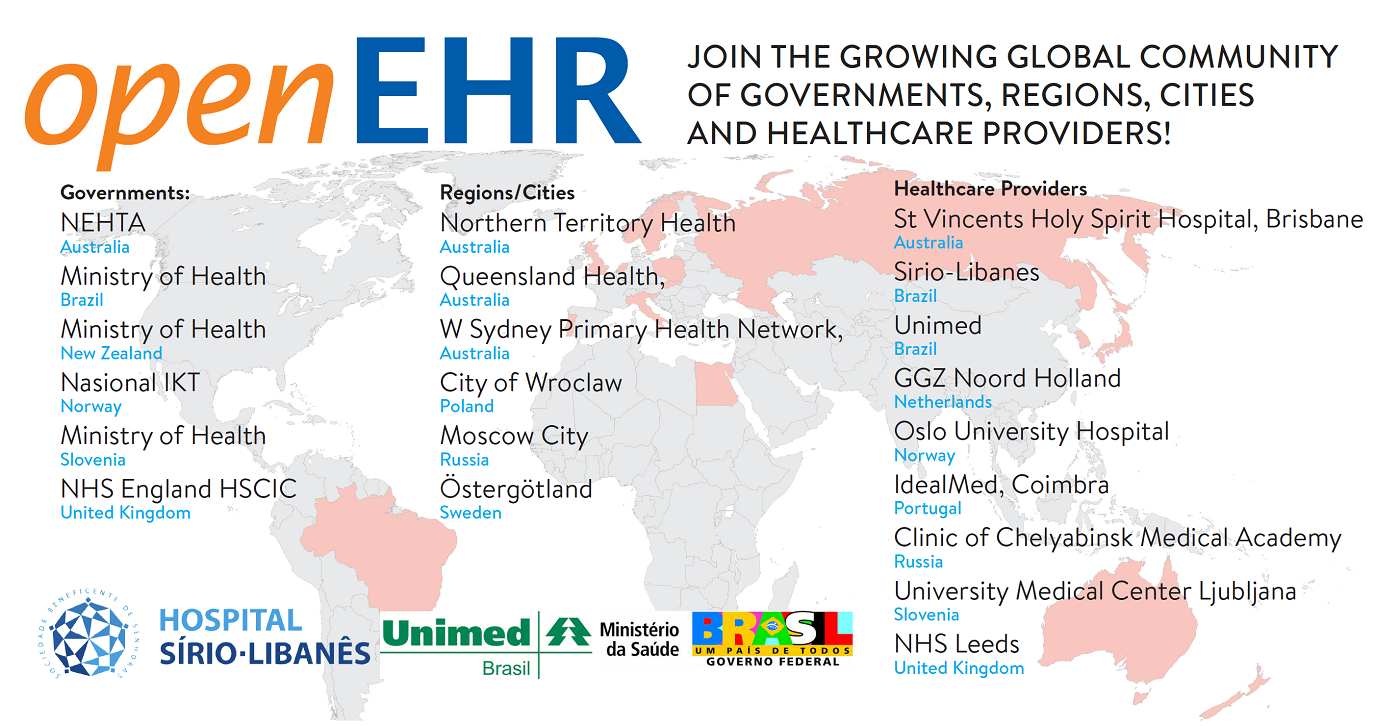 openEHR
JOIN THE GROWING GLOBAL COMMUNITY
OF GOVERNMENTS, REGIONS, CITIES
AND HEALTHCARE PROVIDERS!
Governments:
NEHTA
Australia
Ministry of Health
Brazil
Ministry of Health
New Zealand
Nasional IKT
Norway
Ministry of Health
Slovenia
NHS England HSCIC
United Kingdom
Regions/Cities
Northern Territory Health
Australia
Queensland Health,
Australia
W Sydney Primary Health Network,
Australia
City of Wroclaw
Poland
Moscow City
Russia
Östergötland
Sweden
Healthcare Providers
St Vincents Holy Spirit Hospital, Brisbane
Australia
Sirio-Libanes
Brazil
Unimed
Brazil
GGZ Noord Holland
Netherlands
Oslo University Hospital
Norway
IdealMed, Coimbra
Portugal
Clinic of Chelyabinsk Medical Academy
Russia
University Medical Center Ljubljana
Slovenia
NHS Leeds
United Kingdom
SOCIEDADE BENEFICENTE DE SENHORAS
HOSPITAL
SÍRIO·LIBANÊS
Unimed
Brasil
Ministério
da Saúde
BRASIL
UM PAÍS DE TODOS
GOVERNO FEDERAL